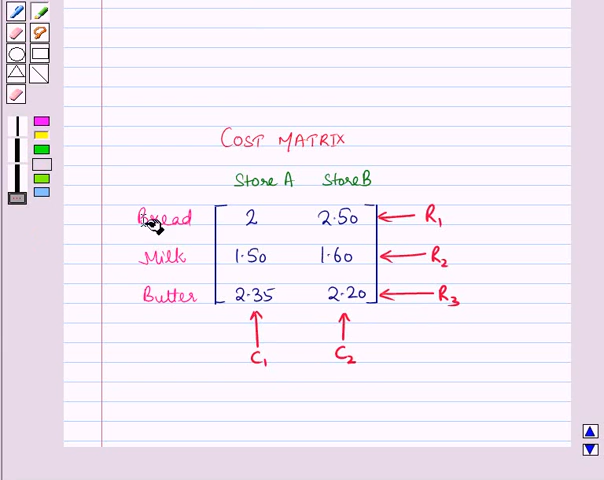 COST MATRIX
Store A Store B
Bread 2 2.50 R1
Milk 1.50 1.60 R2
Butter 2.35 2.20 R3
C1 C2